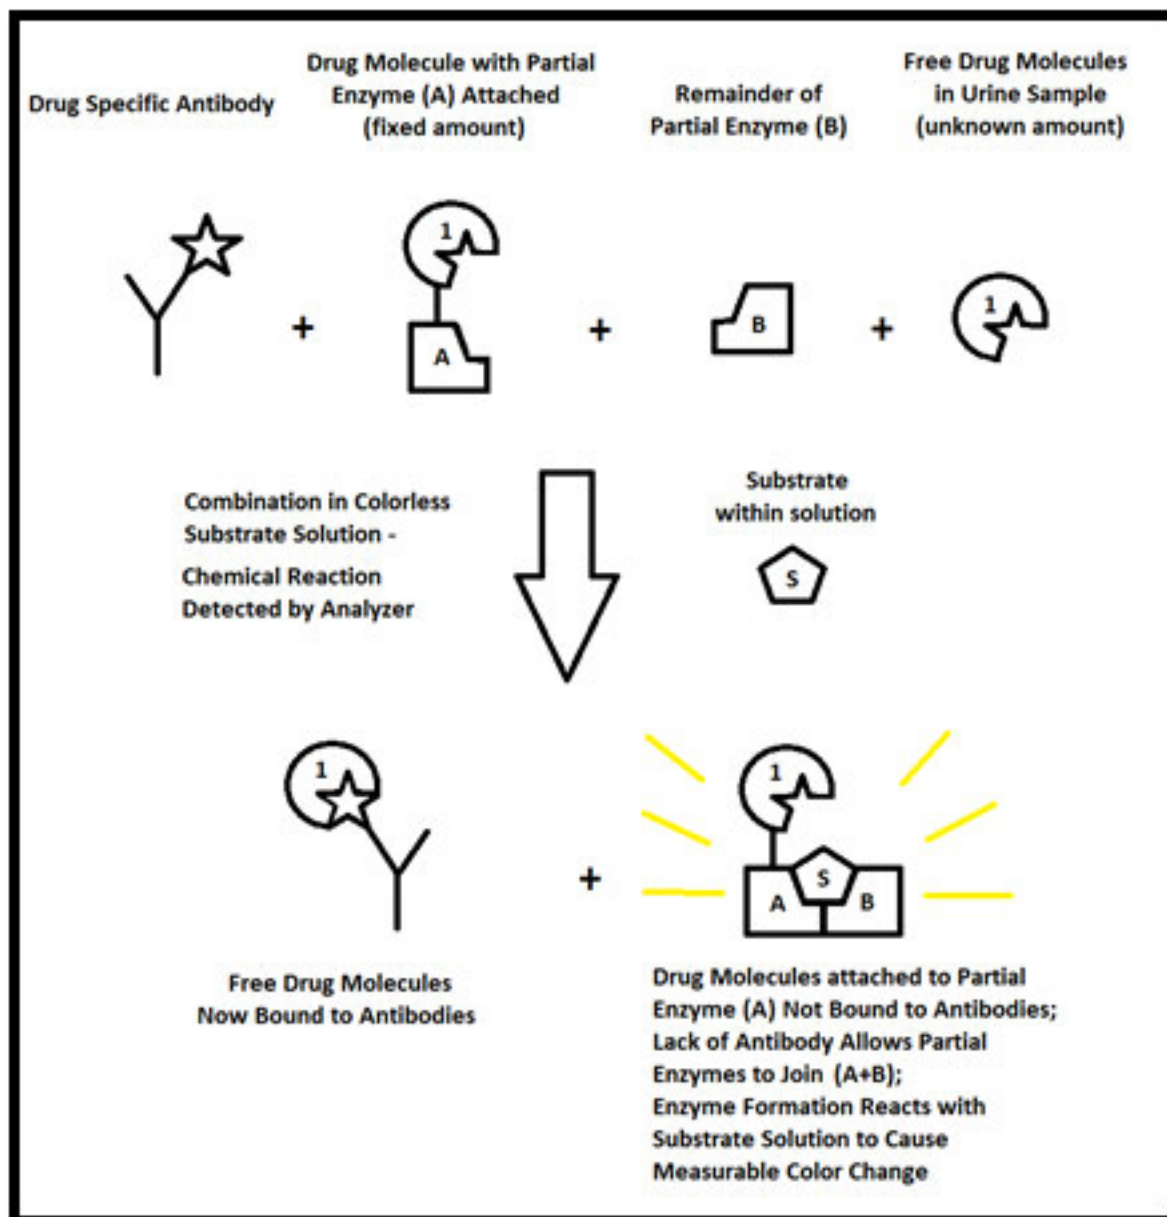 Drug Specific Antibody
Drug Molecule with Partial
Enzyme (A) Attached
(fixed amount)
Remainder of
Partial Enzyme (B)
Free Drug Molecules
in Urine Sample
(unknown amount)
1
A
+
+
B
+
1
Combination in Colorless
Substrate Solution -
Chemical Reaction
Detected by Analyzer
Substrate
within solution
S
1
+
1
S
A
B
Free Drug Molecules
Now Bound to Antibodies
Drug Molecules attached to Partial
Enzyme (A) Not Bound to Antibodies;
Lack of Antibody Allows Partial
Enzymes to Join (A+B);
Enzyme Formation Reacts with
Substrate Solution to Cause
Measurable Color Change